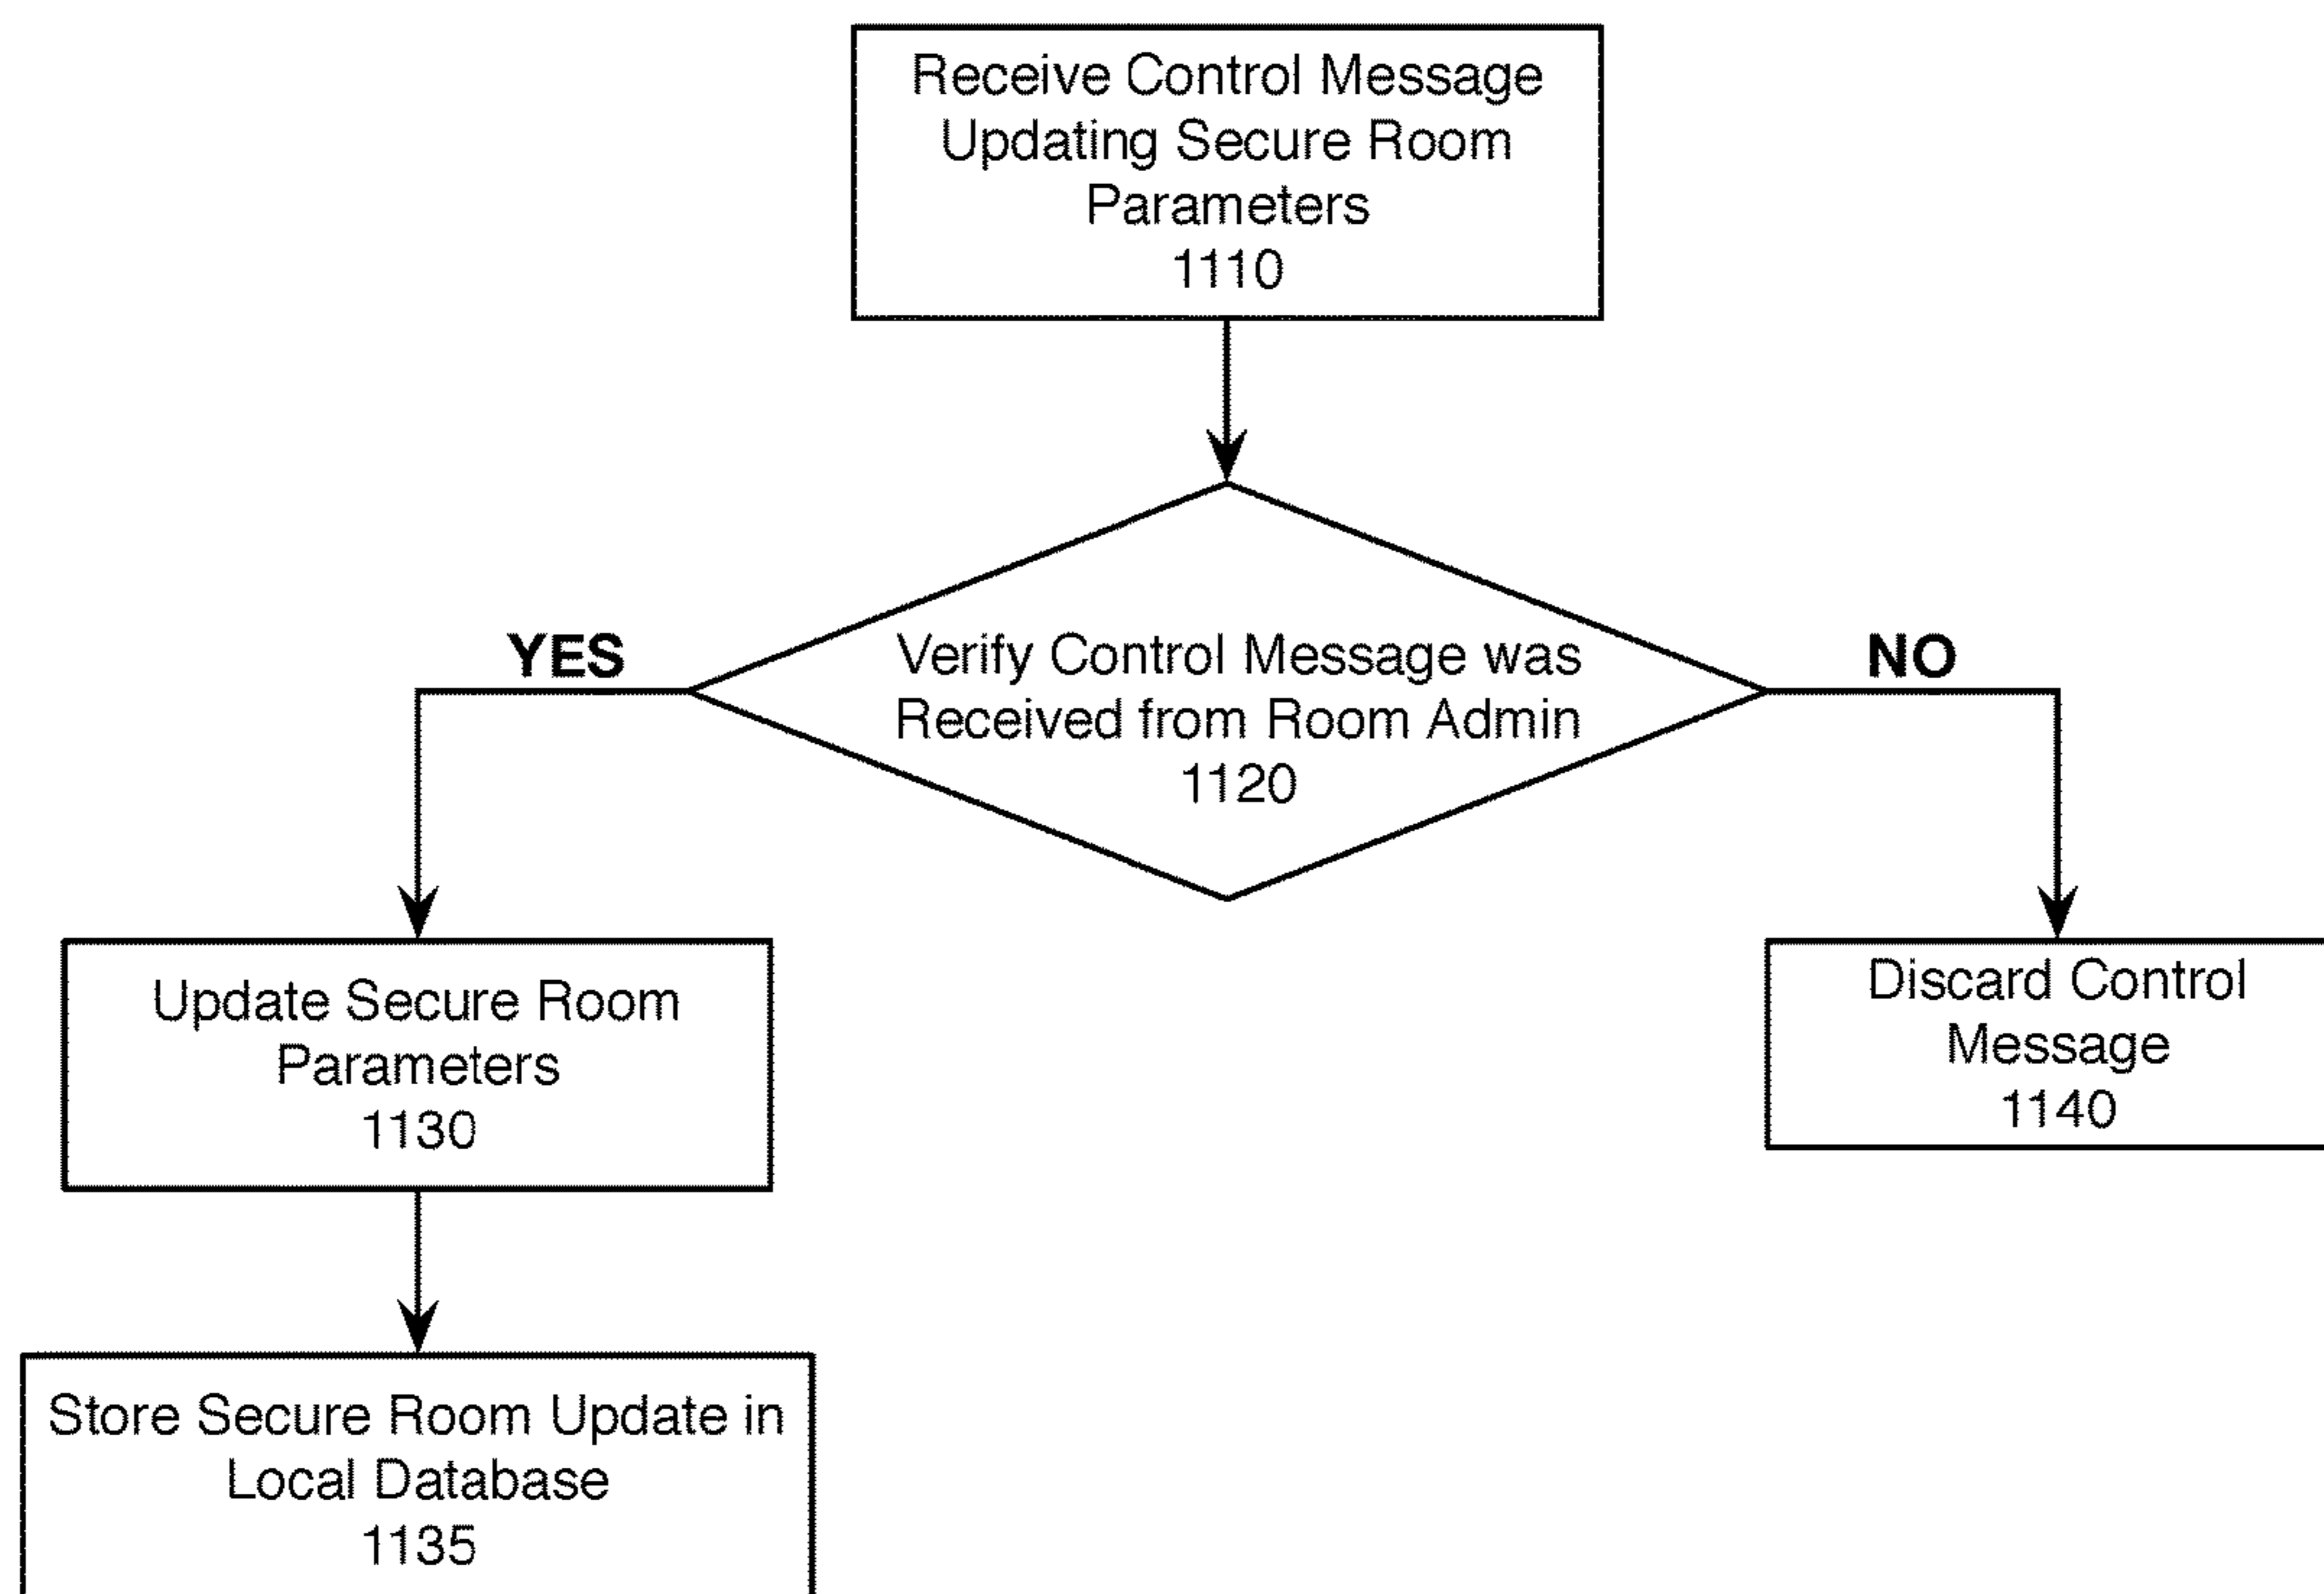 Receive Control Message
Updating Secure Room
Parameters
1110
YES
Verify Control Message was
Received from Room Admin
1120
NO
Update Secure Room
Parameters
1130
Discard Control
Message
1140
Store Secure Room Update in
Local Database
1135